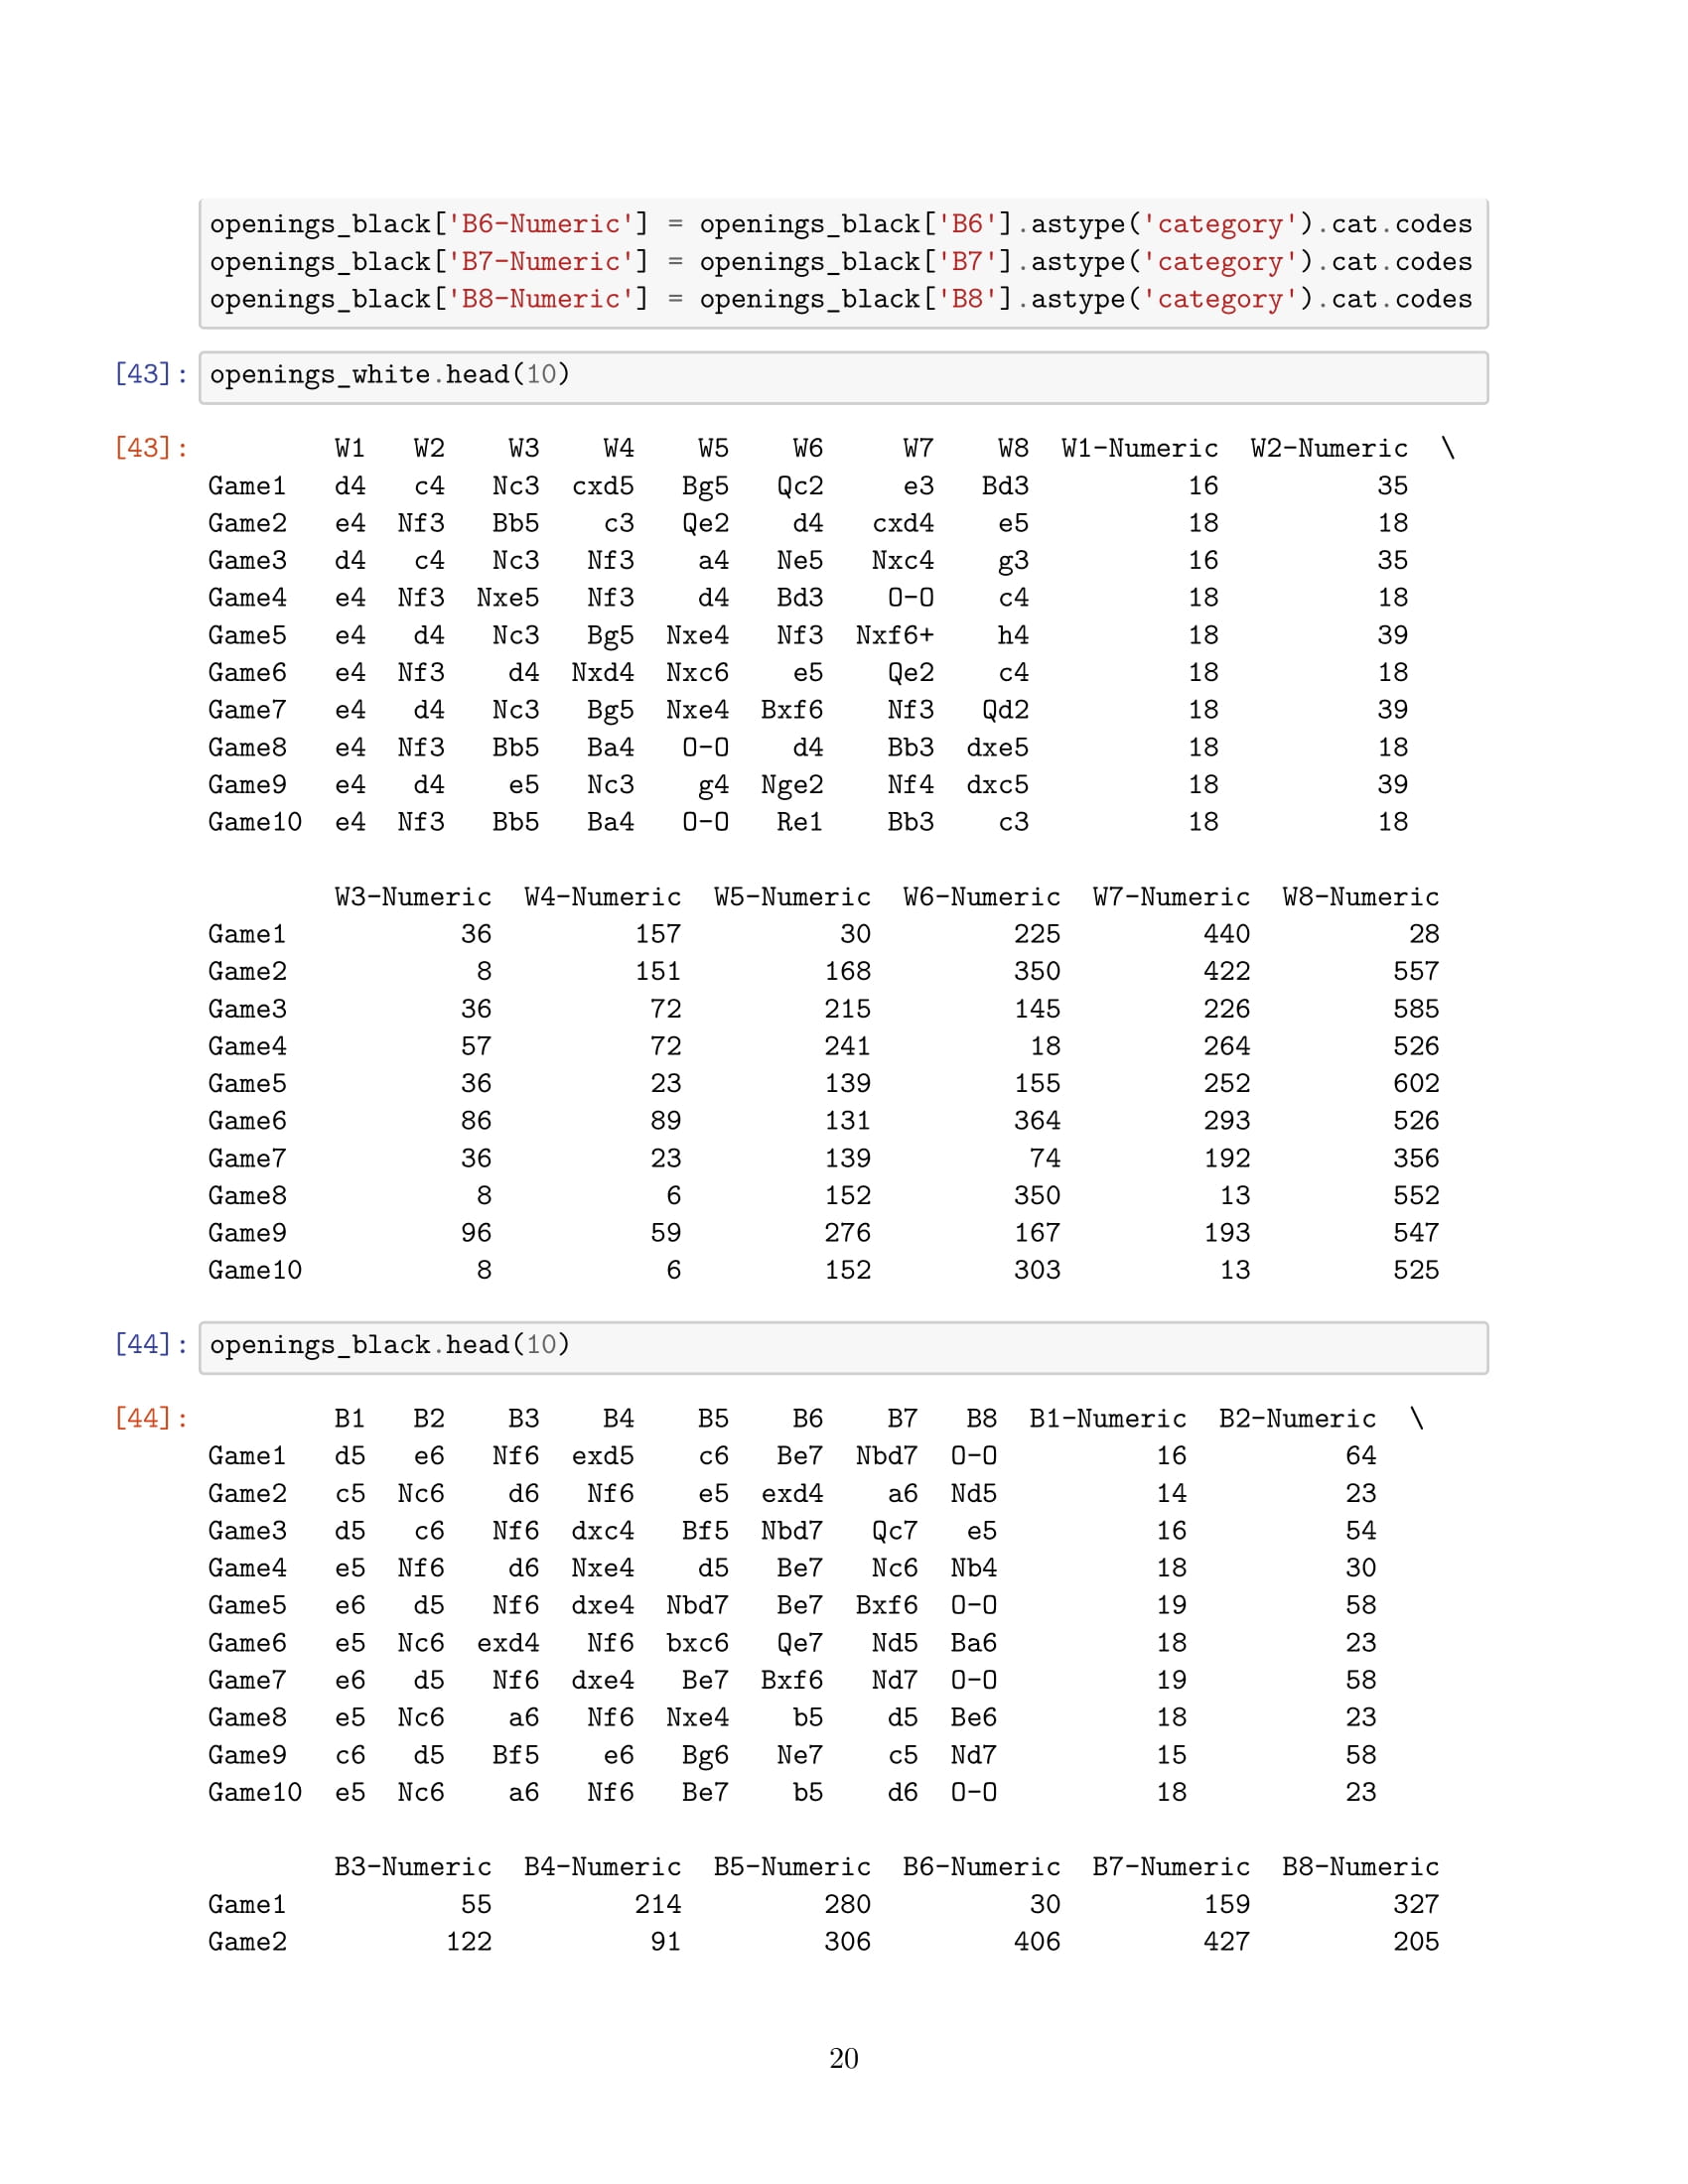 openings_black['B6-Numeric'] = openings_black['B6'].astype('category').cat.codes
openings_black['B7-Numeric'] = openings_black['B7'].astype('category').cat.codes
openings_black['B8-Numeric'] = openings_black['B8'].astype('category').cat.codes
[43]: openings_white.head(10)
[43]: W1 W2 W3 W4 W5 W6 W7 W8 W1-Numeric W2-Numeric \
Game1 d4 c4 Nc3 cxd5 Bg5 Qc2 e3 Bd3 16 35
Game2 e4 Nf3 Bb5 c3 Qe2 d4 cxd4 e5 18 18
Game3 d4 c4 Nc3 Nf3 a4 Ne5 Nxc4 g3 16 35
Game4 e4 Nf3 Nxe5 Nf3 d4 Bd3 O-O c4 18 18
Game5 e4 d4 Nc3 Bg5 Nxe4 Nf3 Nxf6+ h4 18 39
Game6 e4 Nf3 d4 Nxd4 Nxc6 e5 Qe2 c4 18 18
Game7 e4 d4 Nc3 Bg5 Nxe4 Bxf6 Nf3 Qd2 18 39
Game8 e4 Nf3 Bb5 Ba4 O-O d4 Bb3 dxe5 18 18
Game9 e4 d4 e5 Nc3 g4 Nge2 Nf4 dxc5 18 39
Game10 e4 Nf3 Bb5 Ba4 O-O Re1 Bb3 c3 18 18
W3-Numeric W4-Numeric W5-Numeric W6-Numeric W7-Numeric W8-Numeric
Game1 36 157 30 225 440 28
Game2 8 151 168 350 422 557
Game3 36 72 215 145 226 585
Game4 57 72 241 18 264 526
Game5 36 23 139 155 252 602
Game6 86 89 131 364 293 526
Game7 36 23 139 74 192 356
Game8 8 6 152 350 13 552
Game9 96 59 276 167 193 547
Game10 8 6 152 303 13 525
[44]: openings_black.head(10)
[44]: B1 B2 B3 B4 B5 B6 B7 B8 B1-Numeric B2-Numeric \
Game1 d5 e6 Nf6 exd5 c6 Be7 Nbd7 O-O 16 64
Game2 c5 Nc6 d6 Nf6 e5 exd4 a6 Nd5 14 23
Game3 d5 c6 Nf6 dxc4 Bf5 Nbd7 Qc7 e5 16 54
Game4 e5 Nf6 d6 Nxe4 d5 Be7 Nc6 Nb4 18 30
Game5 e6 d5 Nf6 dxe4 Nbd7 Be7 Bxf6 O-O 19 58
Game6 e5 Nc6 exd4 Nf6 bxc6 Qe7 Nd5 Ba6 18 23
Game7 e6 d5 Nf6 dxe4 Be7 Bxf6 Nd7 O-O 19 58
Game8 e5 Nc6 a6 Nf6 Nxe4 b5 d5 Be6 18 23
Game9 c6 d5 Bf5 e6 Bg6 Ne7 c5 Nd7 15 58
Game10 e5 Nc6 a6 Nf6 Be7 b5 d6 O-O 18 23
B3-Numeric B4-Numeric B5-Numeric B6-Numeric B7-Numeric B8-Numeric
Game1 55 214 280 30 159 327
Game2 122 91 306 406 427 205
20